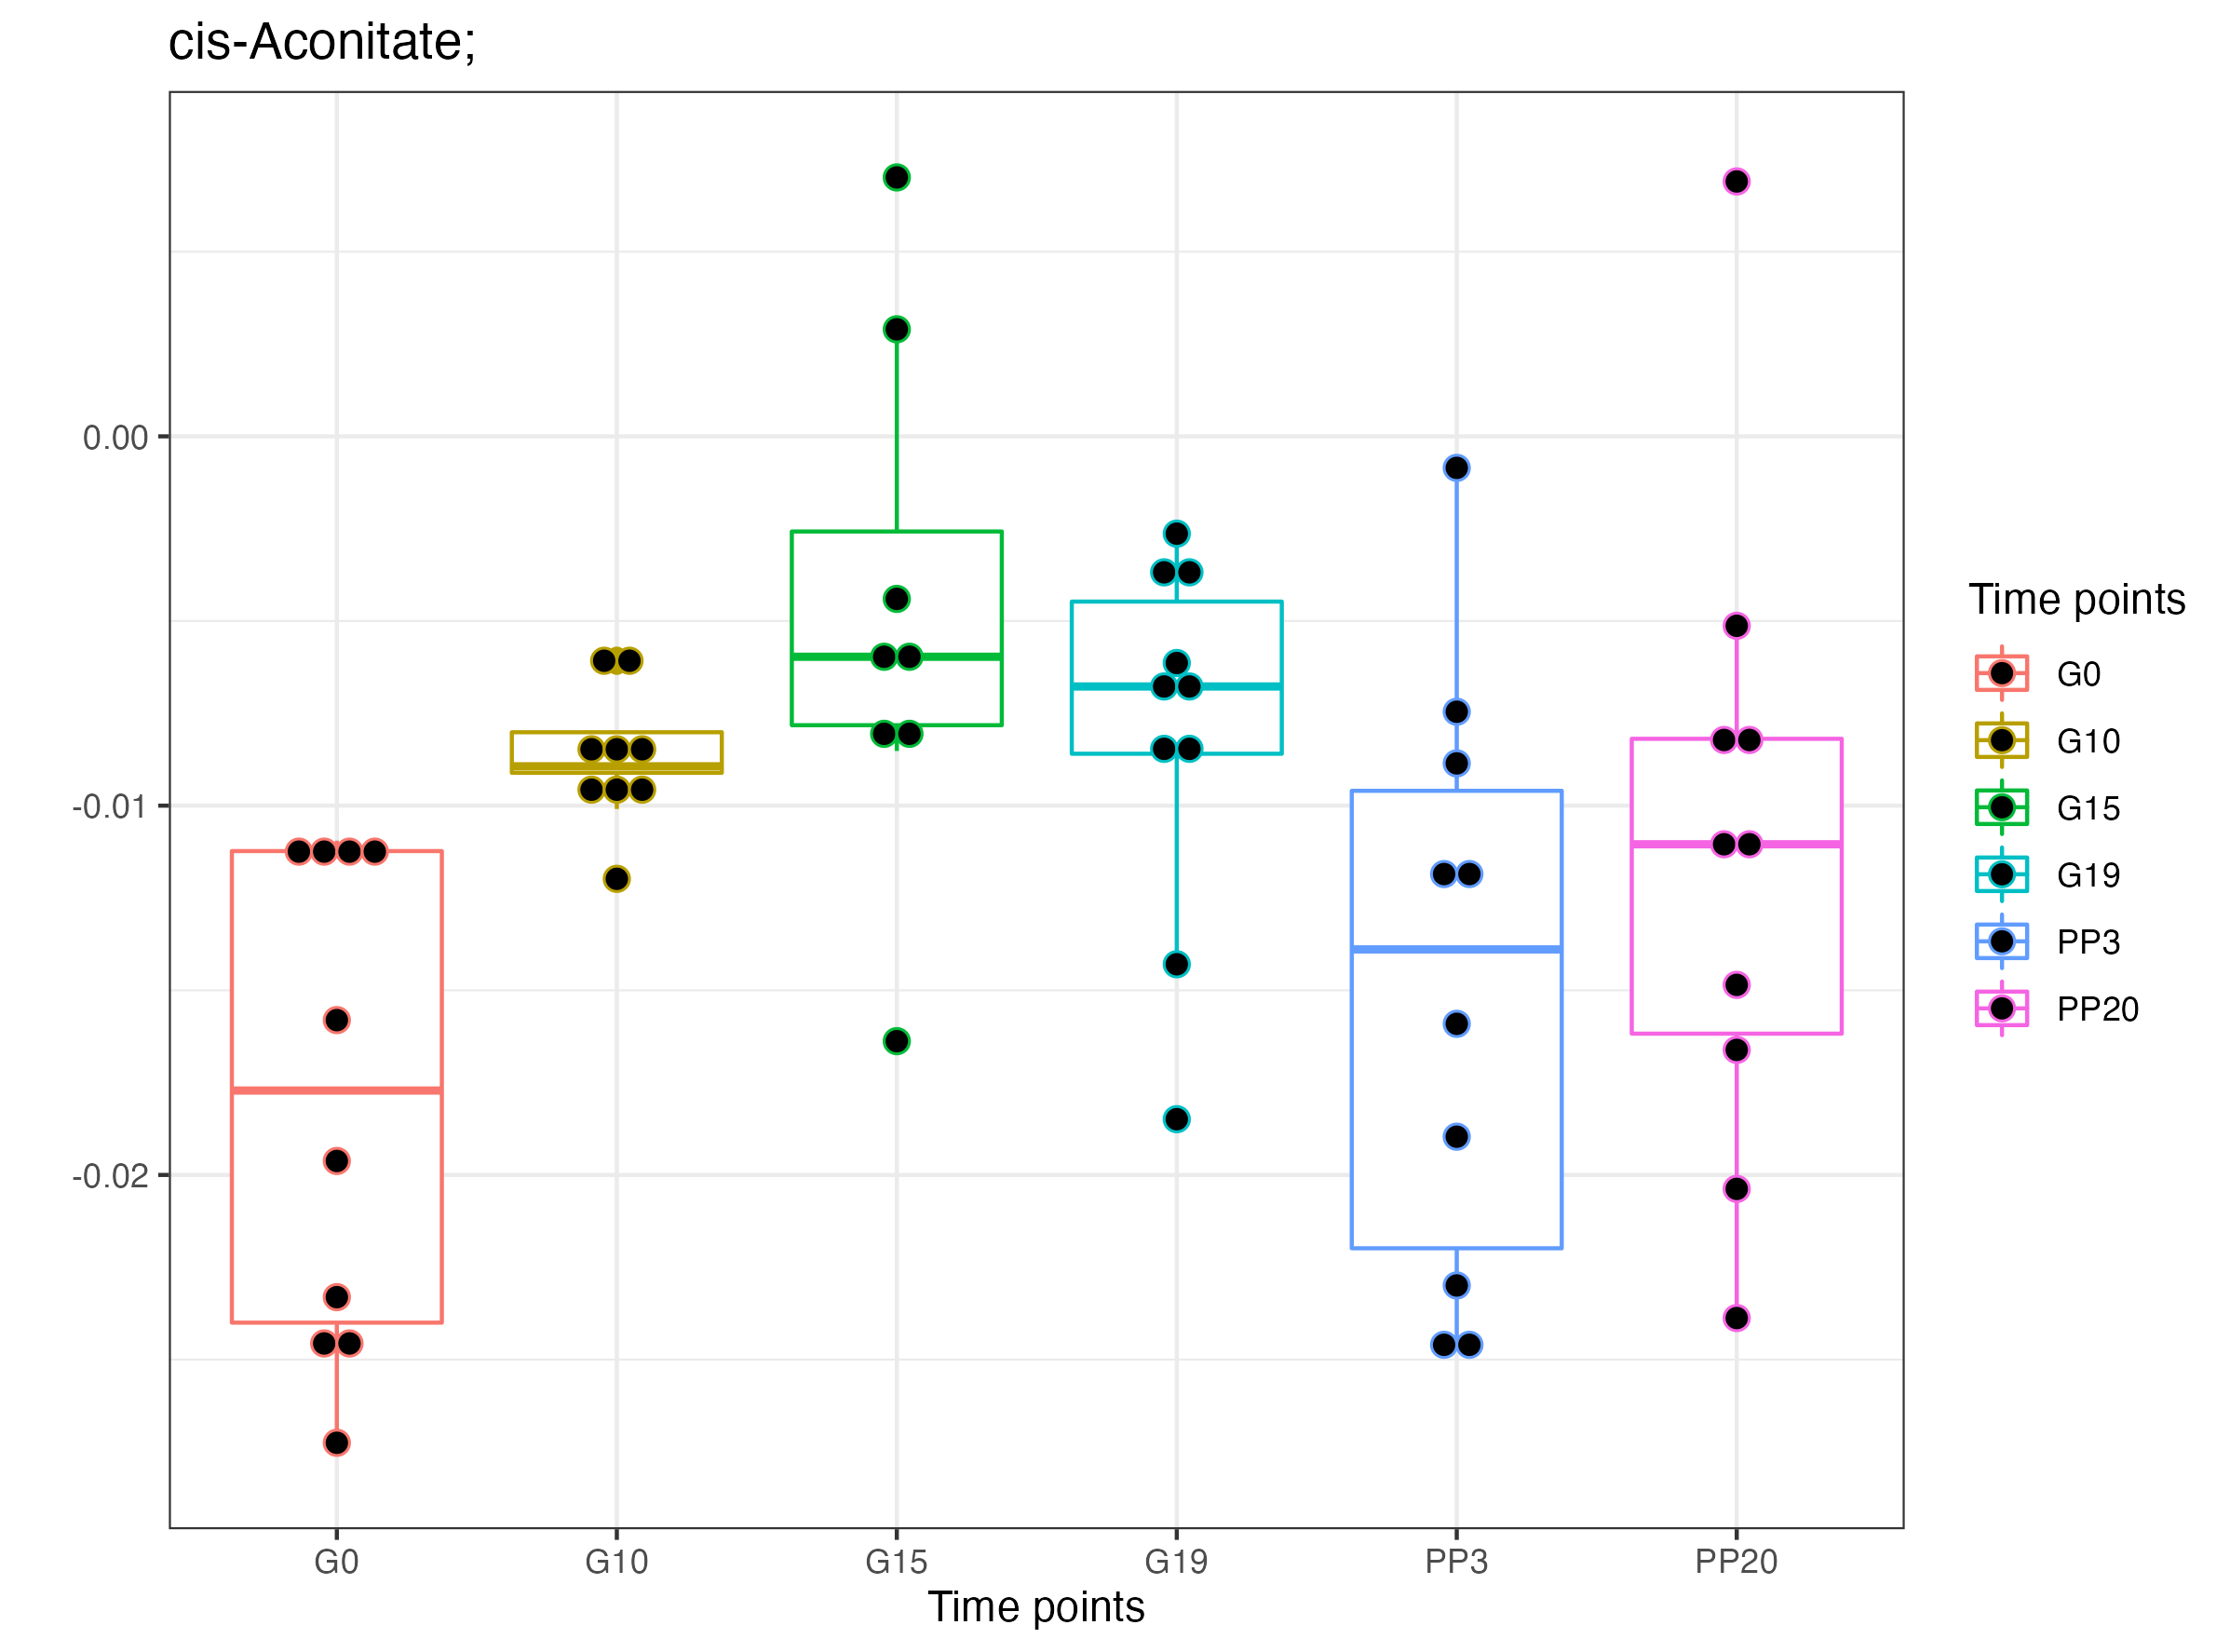 cis-Aconitate;
0.00
-0.01
-0.02
G0 G10 G15 G19 PP3 PP20
Time points
Time points
G0
G10
G15
G19
PP3
PP20